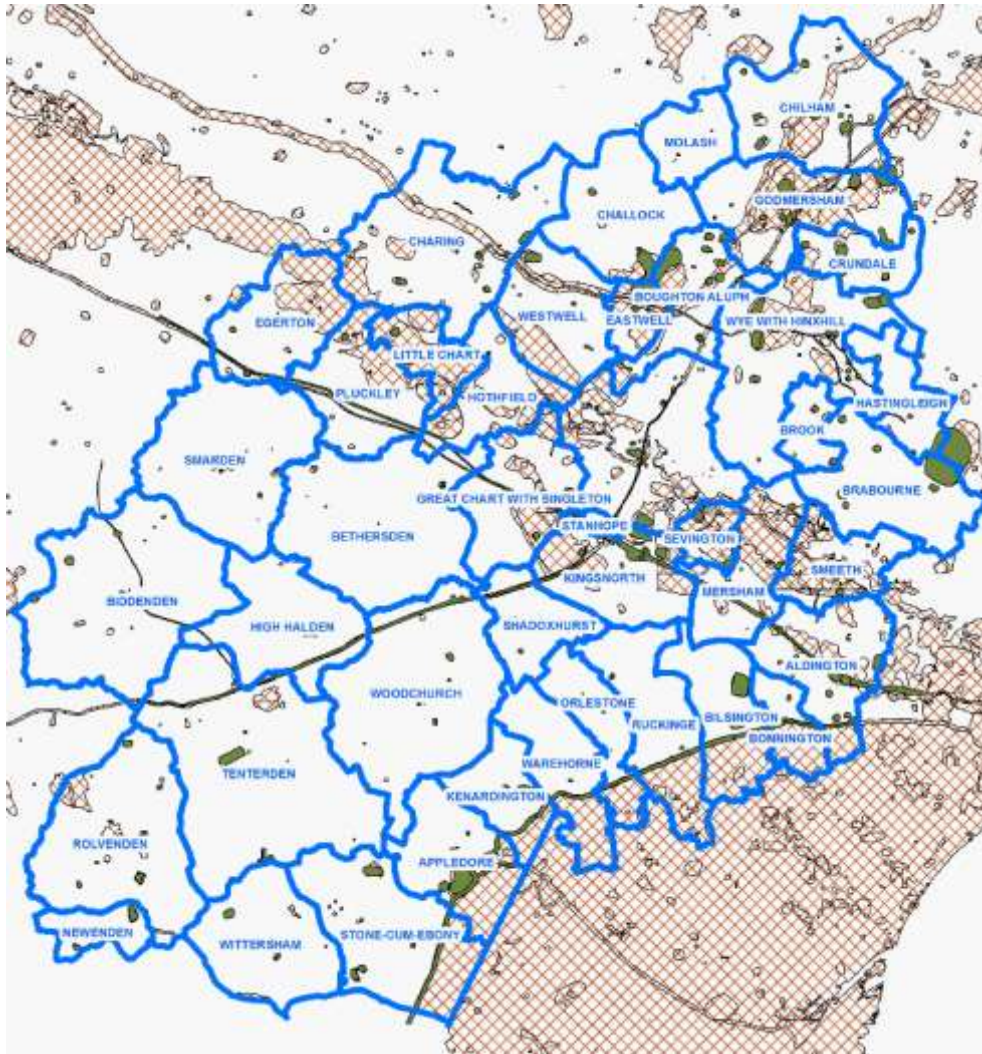 CHILHAM
MOLASH
GODMERSHAM
CHALLOCK
CHARING
CRUNDALE
BOUGHTON ALUPH
WESTWELL
EASTWELL
WYE WITH HINXHILL
EGERTON
LITTLE CHART
PLUCKLEY
HOTHFIELD
HASTINGLEIGH
BROOK
SMARDEN
BRABOURNE
GREAT CHART WITH SINGLETON
STANHOPE
BETHERSDEN
SEVINGTON
SMEETH
KINGSNORTH
MERSHAM
BIDDENDEN
HIGH HALDEN
SHADOXHURST
ALDINGTON
WOODCHURCH
ORLESTONE
RUCKINGE
BILSINGTON
BONNINGTON
WAREHORNE
TENTERDEN
KENARDINGTON
ROLVENDEN
APPLEDORE
NEWENDEN
STONE-CUM-EBONY
WITTERSHAM